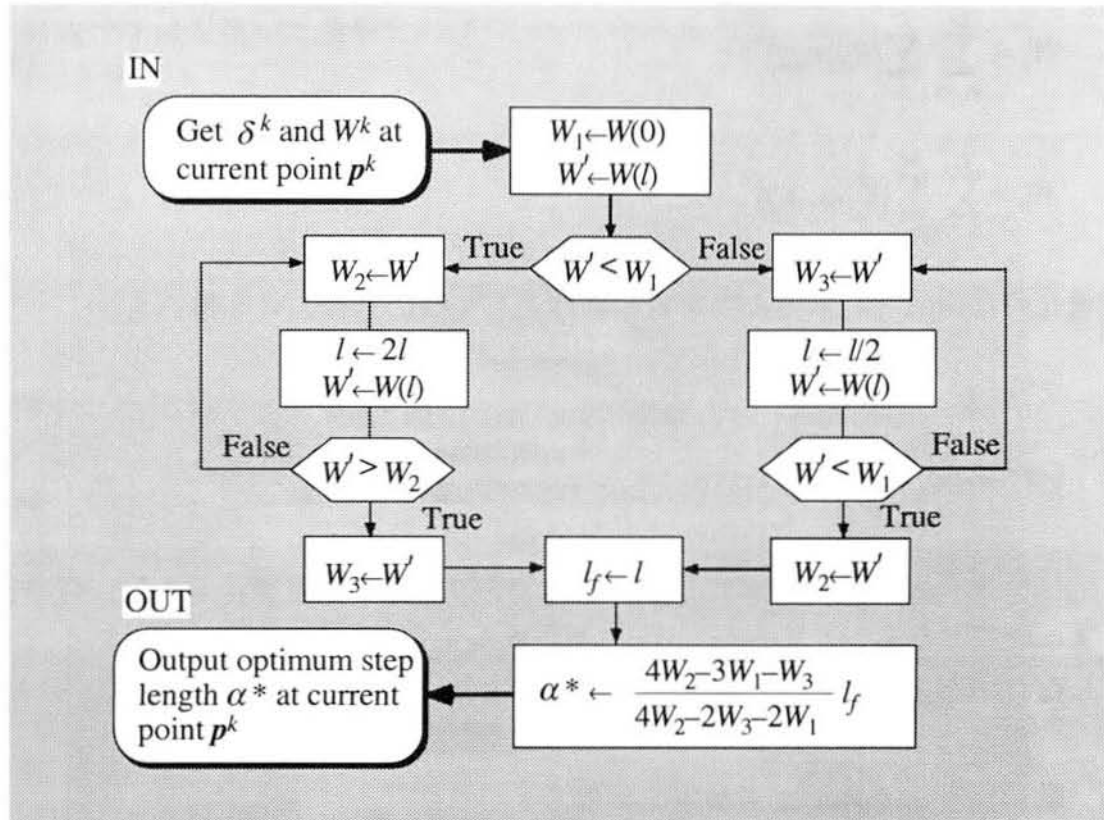 IN
Get δ^k and W^k at
current point p^k
W₁←W(0)
W'←W(l)
True
W' < W₁
False
W₂←W'
W₃←W'
l ← 2l
W'←W(l)
l ← l/2
W'←W(l)
False
W' > W₂
True
W' < W₁
False
True
W₃←W'
l_f ← l
W₂←W'
OUT
Output optimum step
length α* at current
point p^k
α* ← (4W₂–3W₁–W₃)/(4W₂–2W₃–2W₁) l_f